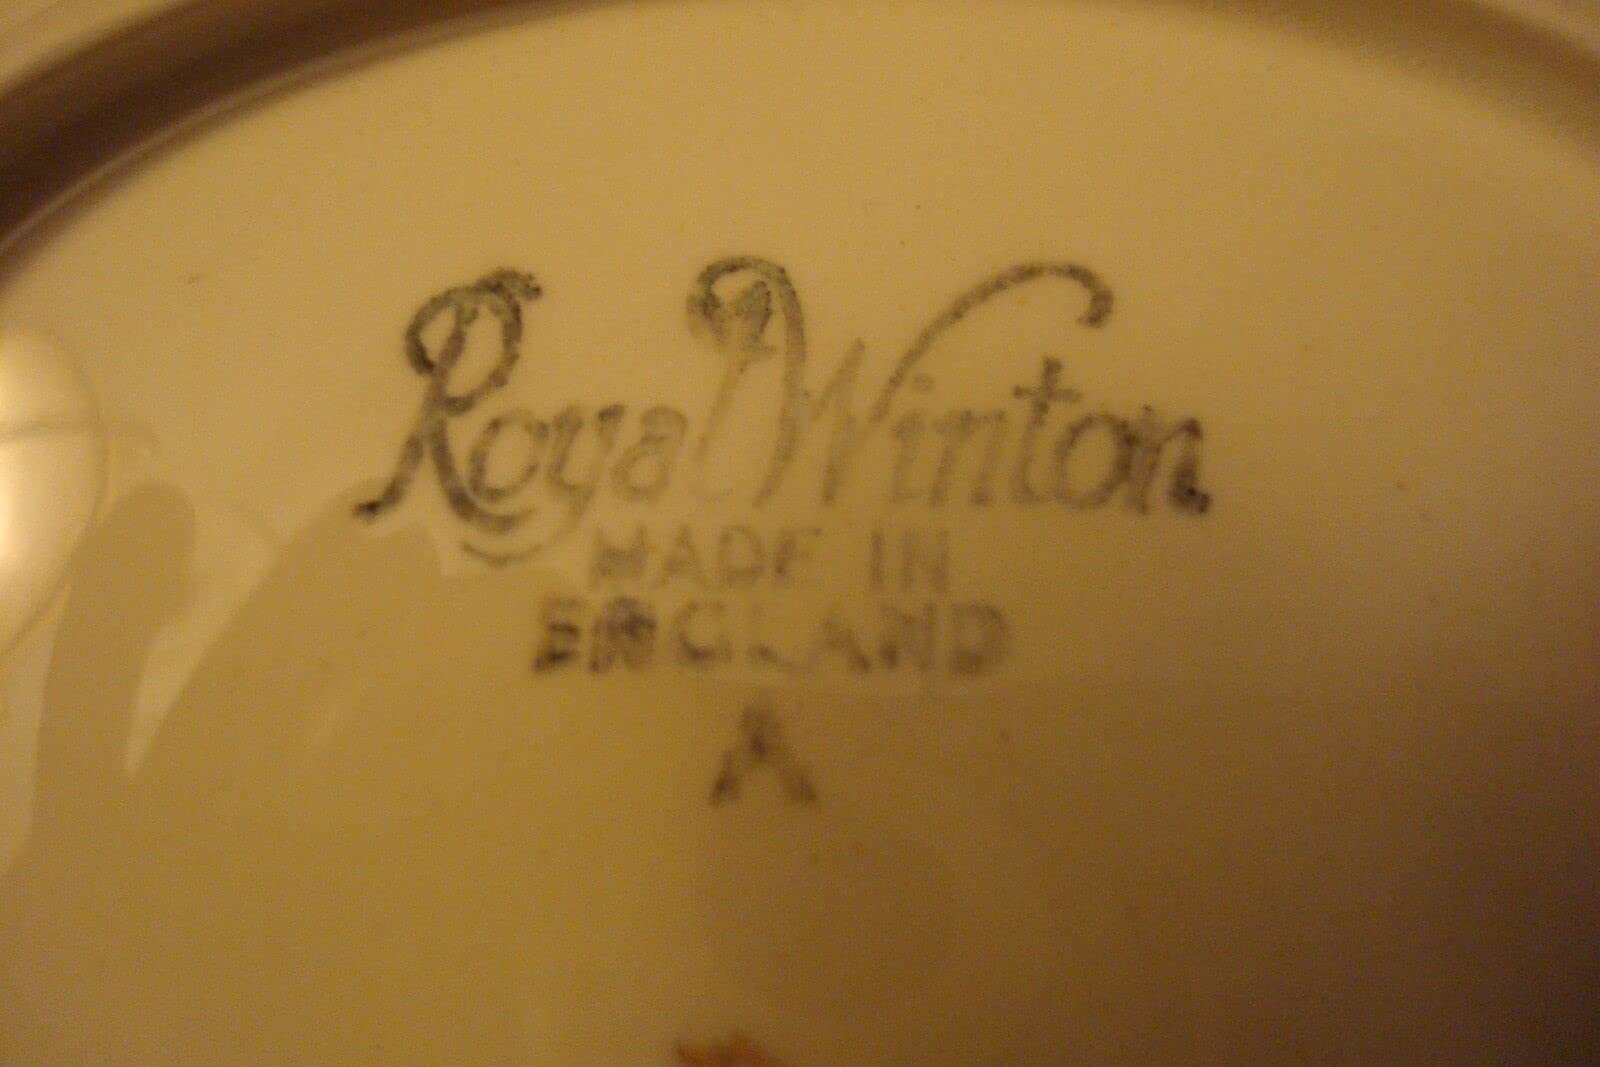 Royal Winton
MADE IN
ENGLAND
A